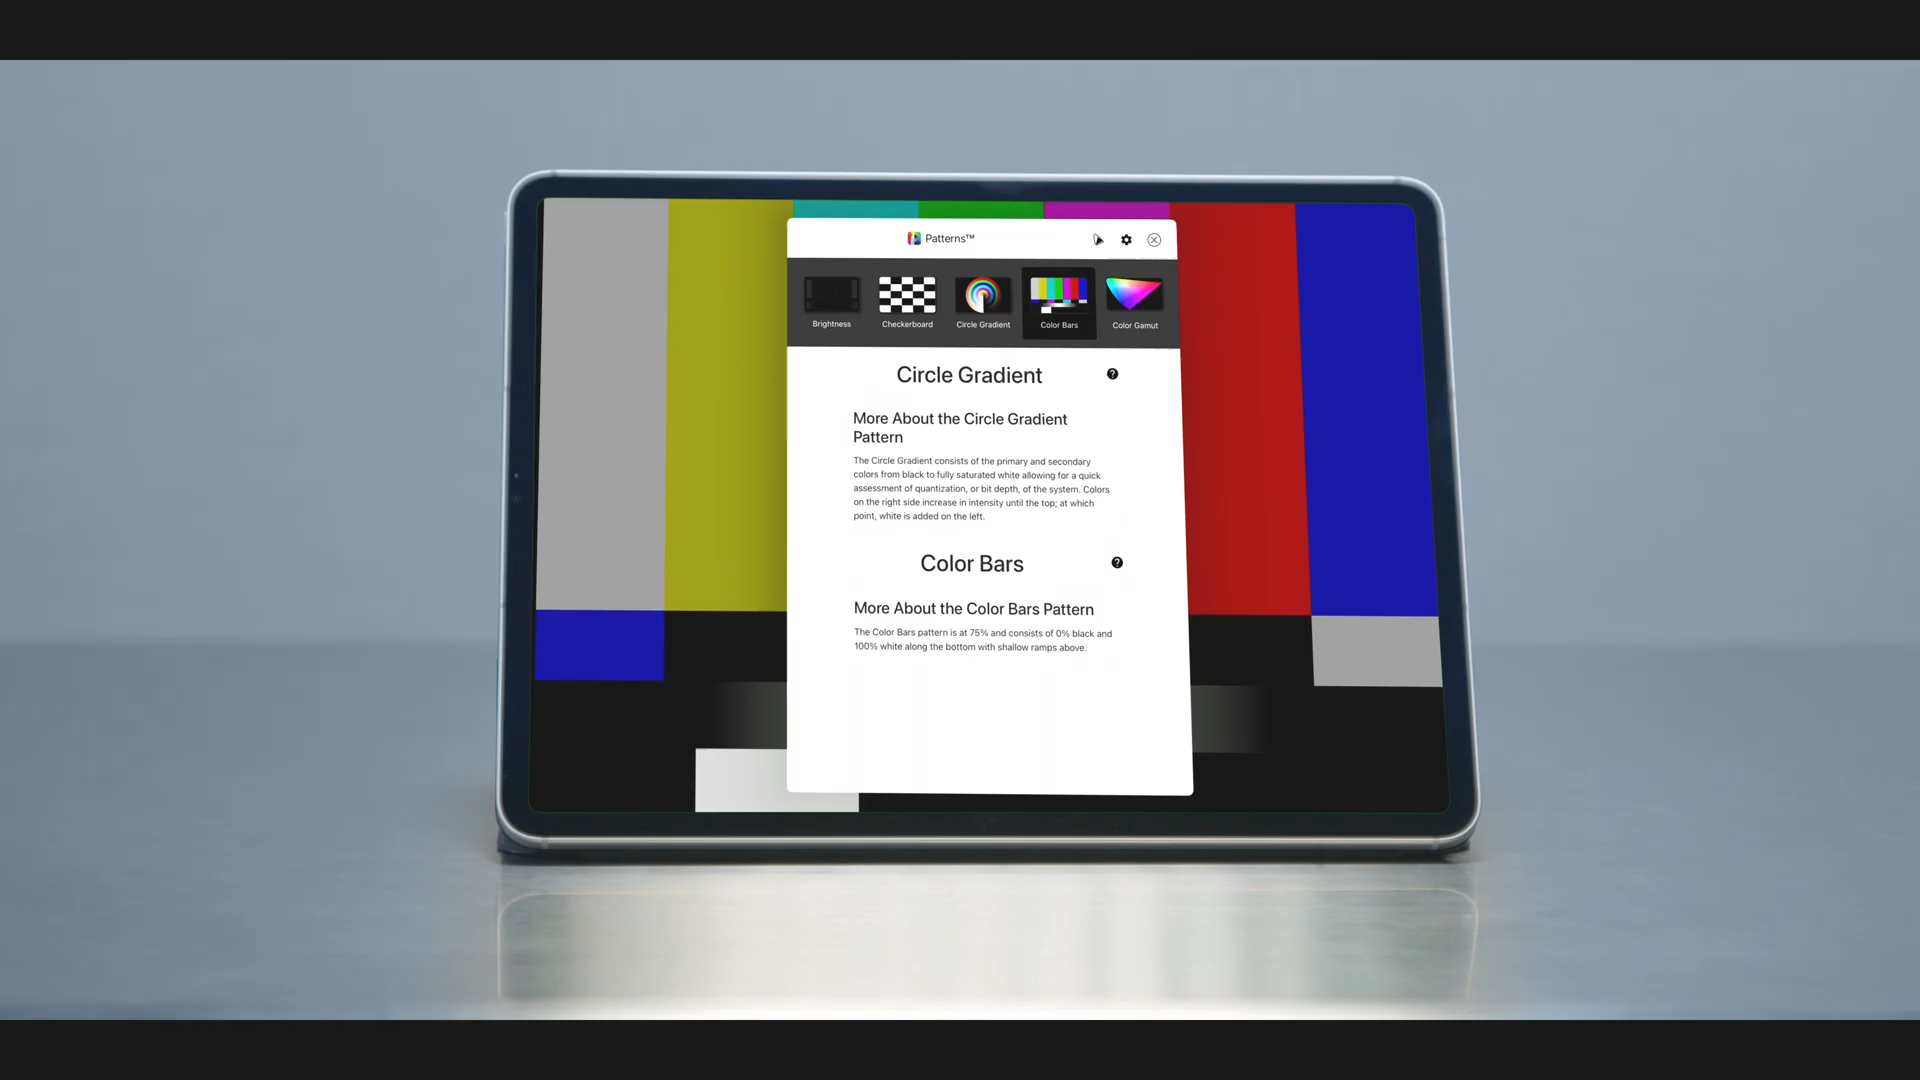 Patterns™
Brightness
Checkerboard
Circle Gradient
Color Bars
Color Gamut
Circle Gradient
More About the Circle Gradient
Pattern
The Circle Gradient consists of the primary and secondary
colors from black to fully saturated white allowing for a quick
assessment of quantization, or bit depth, of the system. Colors
on the right side increase in intensity until the top; at which
point, white is added on the left.
Color Bars
More About the Color Bars Pattern
The Color Bars pattern is at 75% and consists of 0% black and
100% white along the bottom with shallow ramps above.